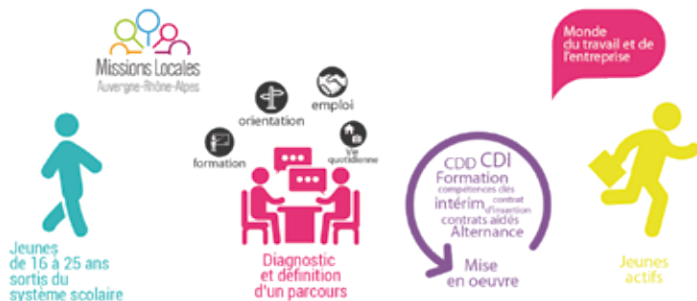 Missions Locales
Auvergne-Rhône-Alpes
Jeunes
de 16 à 25 ans
sortis du
système scolaire
formation
orientation
emploi
Vie
quotidienne
Diagnostic
et définition
d'un parcours
CDD CDI
Formation
compétences clés
intérim contrat
d'insertion
contrats aidés
Alternance
Mise
en oeuvre
Monde
du travail et de
l'entreprise
Jeunes
actifs